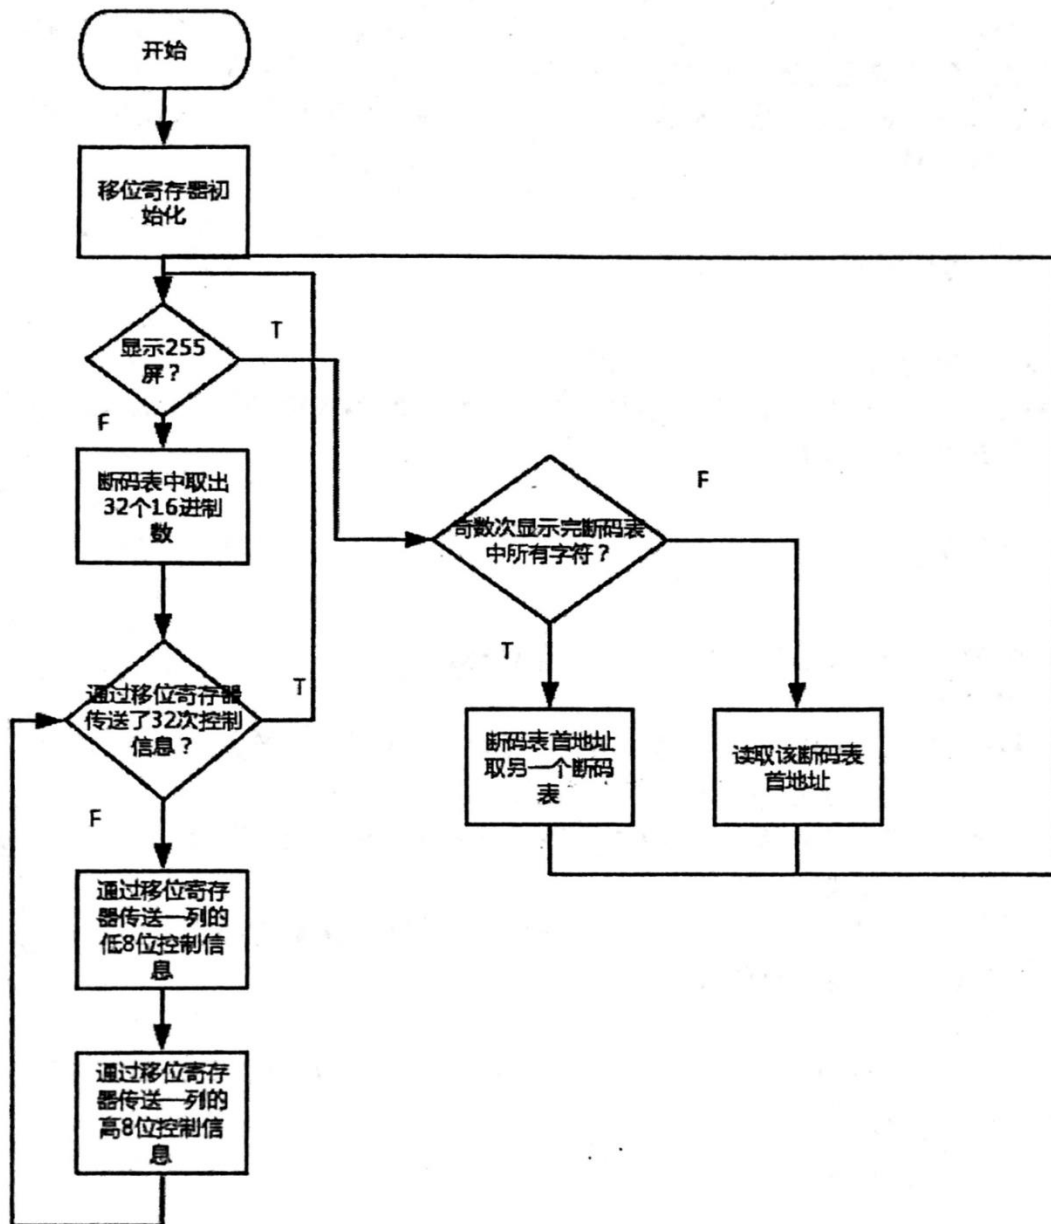 开始
移位寄存器初
始化
显示255
屏？
T
F
断码表中取出
32个16进制
数
奇数次显示完断码表
中所有字符？
F
T
通过移位寄存器
传送了32次控制
信息？
T
F
断码表首地址
取另一个断码
表
读取该断码表
首地址
通过移位寄存
器传送一列的
低8位控制信
息
通过移位寄存
器传送一列的
高8位控制信
息